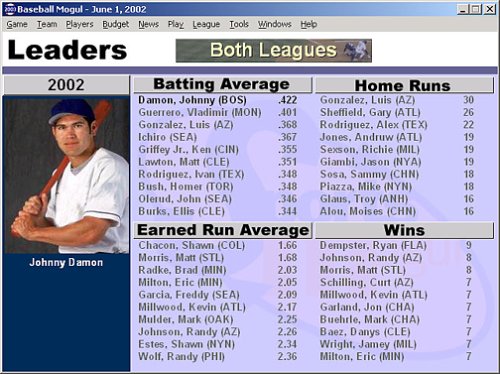 Baseball Mogul - June 1, 2002
Game Team Players Budget News Play League Tools Windows Help
Leaders
Both Leagues
2002
Johnny Damon
Batting Average
Damon, Johnny (BOS) .422
Guerrero, Vladimir (MON) .401
Gonzalez, Luis (AZ) .368
Ichiro (SEA) .367
Griffey Jr., Ken (CIN) .355
Lawton, Matt (CLE) .351
Rodriguez, Ivan (TEX) .348
Bush, Homer (TOR) .348
Olerud, John (SEA) .346
Burks, Ellis (CLE) .344
Home Runs
Gonzalez, Luis (AZ) 30
Sheffield, Gary (ATL) 26
Rodriguez, Alex (TEX) 22
Jones, Andruw (ATL) 19
Sexson, Richie (MIL) 19
Giambi, Jason (NYA) 19
Sosa, Sammy (CHN) 18
Piazza, Mike (NYN) 18
Glaus, Troy (ANH) 16
Alou, Moises (CHN) 16
Earned Run Average
Chacon, Shawn (COL) 1.66
Morris, Matt (STL) 1.68
Radke, Brad (MIN) 2.03
Milton, Eric (MIN) 2.05
Garcia, Freddy (SEA) 2.09
Millwood, Kevin (ATL) 2.17
Mulder, Mark (OAK) 2.25
Johnson, Randy (AZ) 2.26
Estes, Shawn (NYN) 2.34
Wolf, Randy (PHI) 2.36
Wins
Dempster, Ryan (FLA) 9
Johnson, Randy (AZ) 8
Morris, Matt (STL) 8
Schilling, Curt (AZ) 7
Millwood, Kevin (ATL) 7
Garland, Jon (CHA) 7
Buehrle, Mark (CHA) 7
Baez, Danys (CLE) 7
Wright, Jamey (MIL) 7
Milton, Eric (MIN) 7